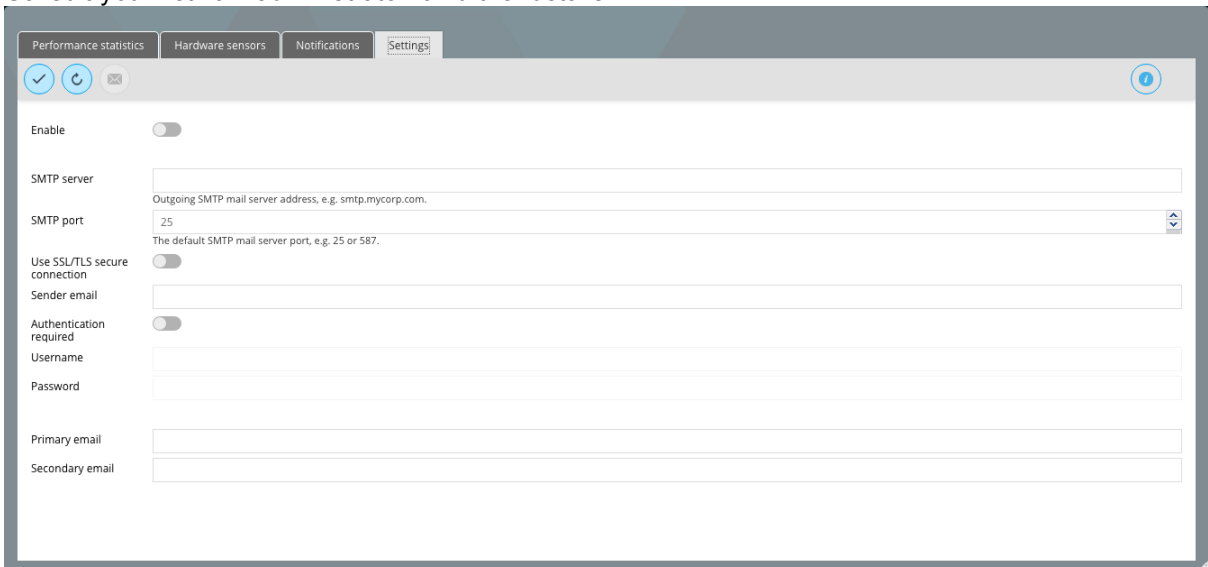 Performance statistics
Hardware sensors
Notifications
Settings
Enable
SMTP server
Outgoing SMTP mail server address, e.g. smtp.mycorp.com.
SMTP port
25
The default SMTP mail server port, e.g. 25 or 587.
Use SSL/TLS secure
connection
Sender email
Authentication
required
Username
Password
Primary email
Secondary email